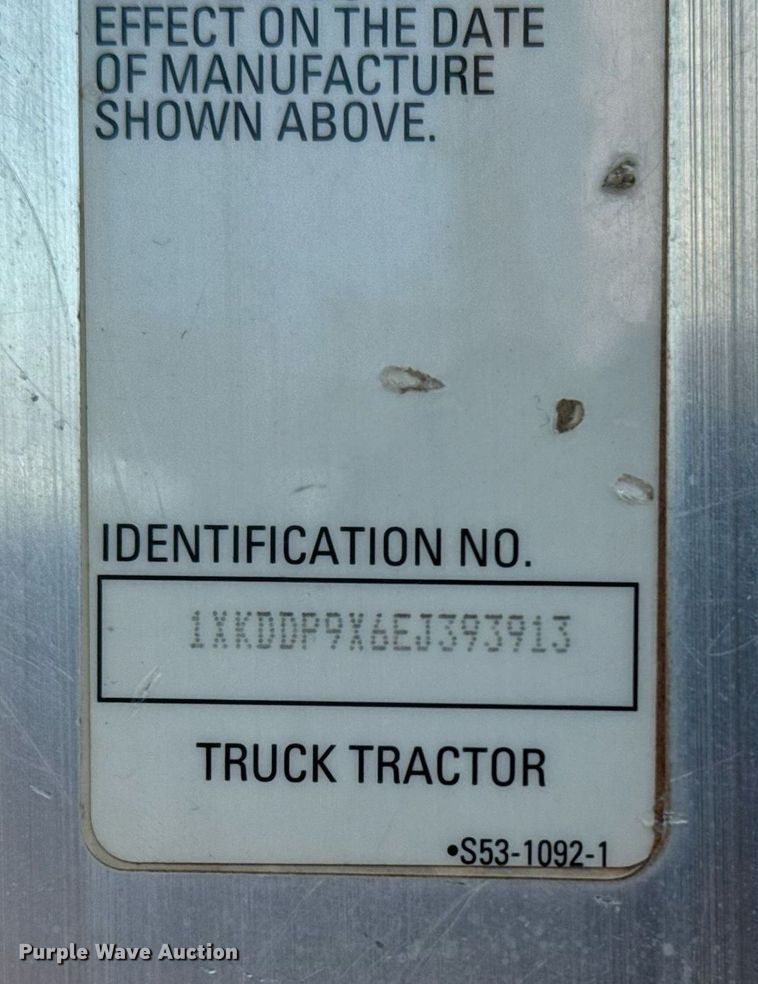 EFFECT ON THE DATE
OF MANUFACTURE
SHOWN ABOVE.
IDENTIFICATION NO.
1XKDDP9X6EJ393913
TRUCK TRACTOR
•S53-1092-1
Purple Wave Auction